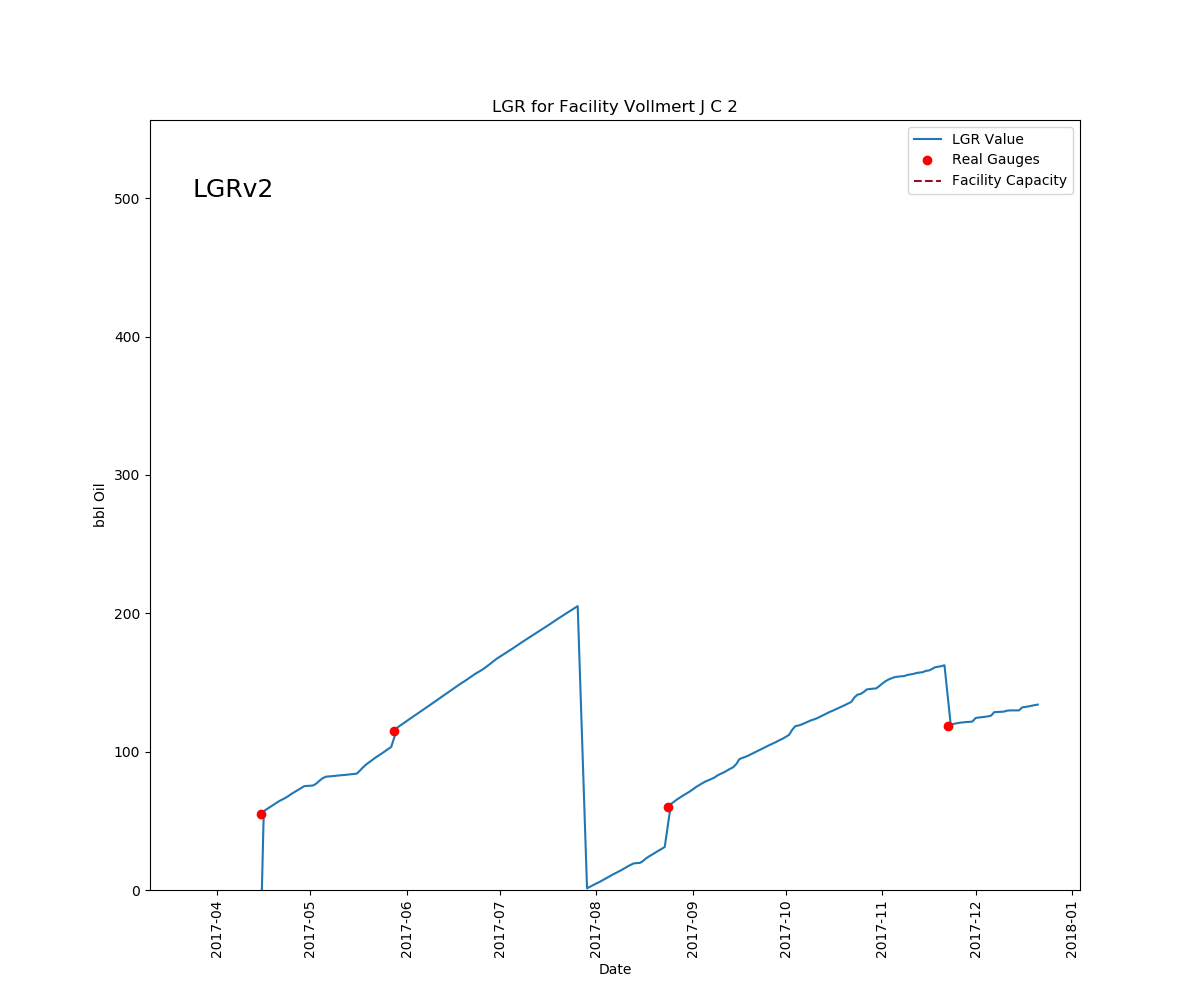 LGR for Facility Vollmert J C 2
LGR Value
Real Gauges
Facility Capacity
LGRv2
500
400
300
200
100
0
bbl Oil
2017-04
2017-05
2017-06
2017-07
2017-08
2017-09
2017-10
2017-11
2017-12
2018-01
Date